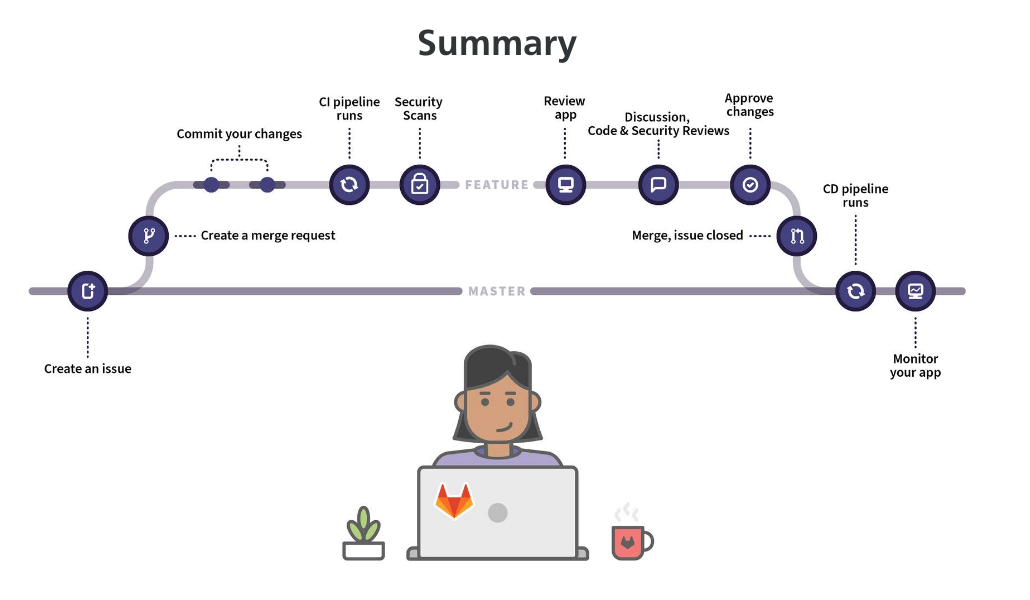 Summary
Commit your changes
CI pipeline
runs
Security
Scans
Review
app
Discussion,
Code & Security Reviews
Approve
changes
FEATURE
CD pipeline
runs
Create a merge request
Merge, issue closed
MASTER
Create an issue
Monitor
your app